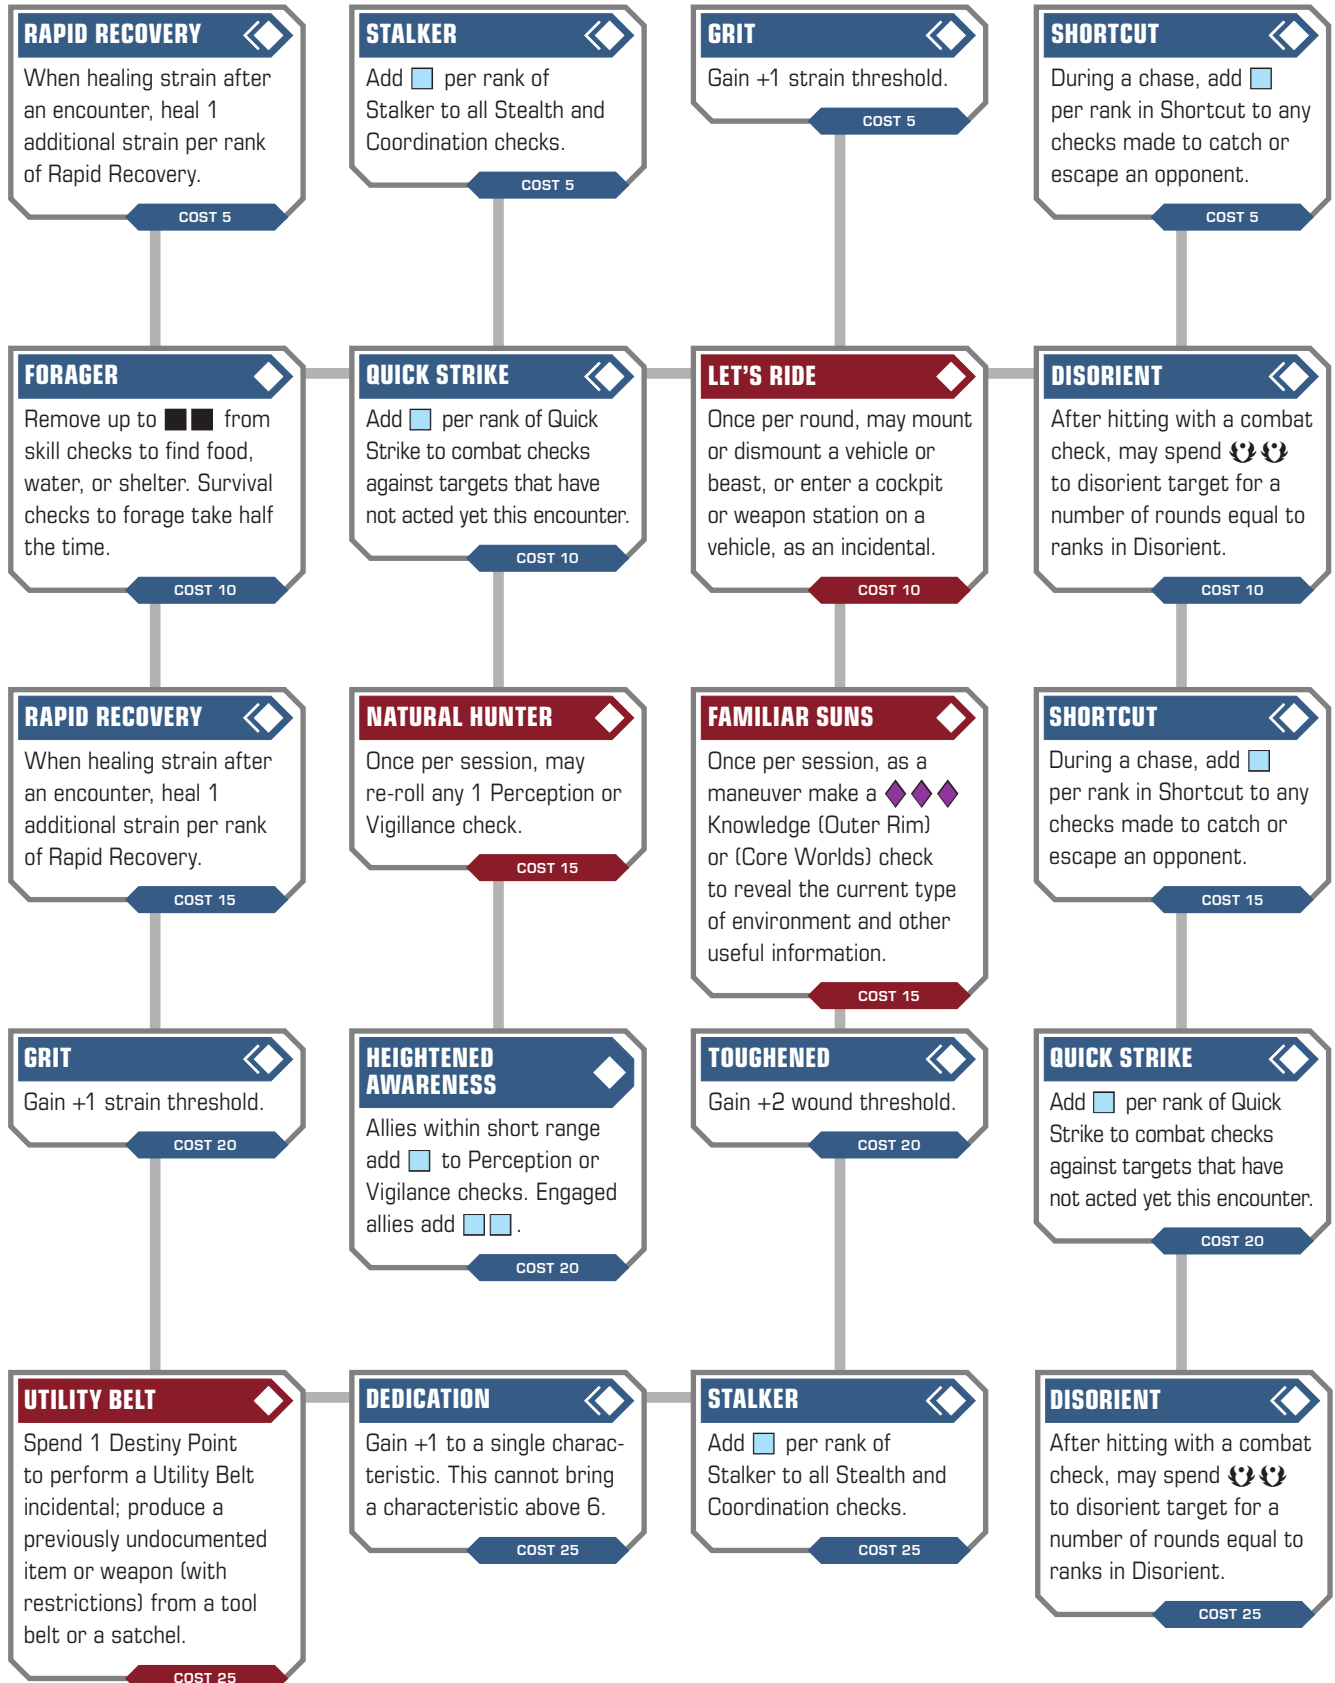 RAPID RECOVERY
When healing strain after
an encounter, heal 1
additional strain per rank
of Rapid Recovery.
COST 5
STALKER
Add per rank of
Stalker to all Stealth and
Coordination checks.
COST 5
GRIT
Gain +1 strain threshold.
COST 5
SHORTCUT
During a chase, add
per rank in Shortcut to any
checks made to catch or
escape an opponent.
COST 5
FORAGER
Remove up to from
skill checks to find food,
water, or shelter. Survival
checks to forage take half
the time.
COST 10
QUICK STRIKE
Add per rank of Quick
Strike to combat checks
against targets that have
not acted yet this encounter.
COST 10
LET'S RIDE
Once per round, may mount
or dismount a vehicle or
beast, or enter a cockpit
or weapon station on a
vehicle, as an incidental.
COST 10
DISORIENT
After hitting with a combat
check, may spend
to disorient target for a
number of rounds equal to
ranks in Disorient.
COST 10
RAPID RECOVERY
When healing strain after
an encounter, heal 1
additional strain per rank
of Rapid Recovery.
COST 15
NATURAL HUNTER
Once per session, may
re-roll any 1 Perception or
Vigillance check.
COST 15
FAMILIAR SUNS
Once per session, as a
maneuver make a
Knowledge (Outer Rim)
or (Core Worlds) check
to reveal the current type
of environment and other
useful information.
COST 15
SHORTCUT
During a chase, add
per rank in Shortcut to any
checks made to catch or
escape an opponent.
COST 15
GRIT
Gain +1 strain threshold.
COST 20
HEIGHTENED
AWARENESS
Allies within short range
add to Perception or
Vigilance checks. Engaged
allies add .
COST 20
TOUGHENED
Gain +2 wound threshold.
COST 20
QUICK STRIKE
Add per rank of Quick
Strike to combat checks
against targets that have
not acted yet this encounter.
COST 20
UTILITY BELT
Spend 1 Destiny Point
to perform a Utility Belt
incidental; produce a
previously undocumented
item or weapon (with
restrictions) from a tool
belt or a satchel.
COST 25
DEDICATION
Gain +1 to a single charac-
teristic. This cannot bring
a characteristic above 6.
COST 25
STALKER
Add per rank of
Stalker to all Stealth and
Coordination checks.
COST 25
DISORIENT
After hitting with a combat
check, may spend
to disorient target for a
number of rounds equal to
ranks in Disorient.
COST 25